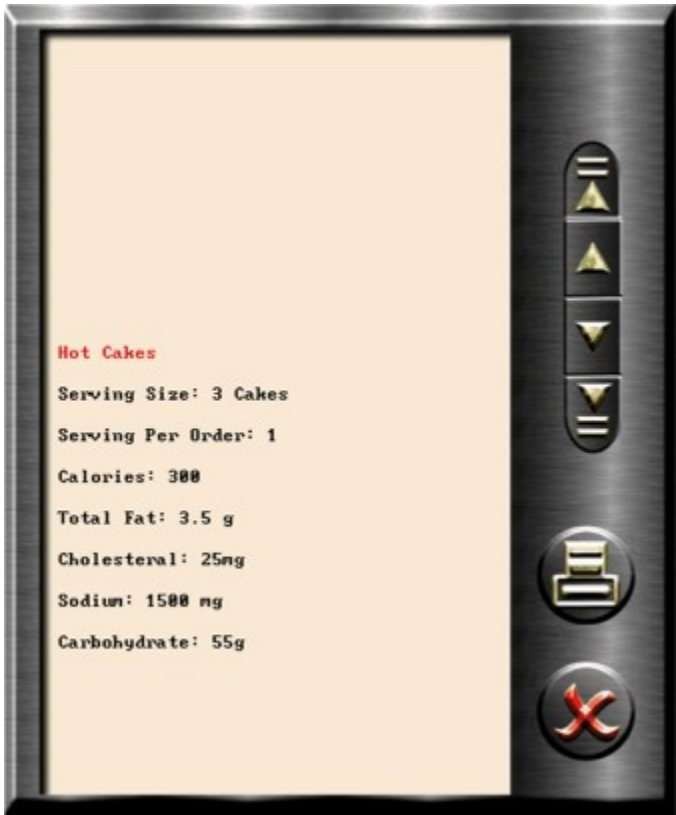 Hot Cakes
Serving Size: 3 Cakes
Serving Per Order: 1
Calories: 300
Total Fat: 3.5 g
Cholesteral: 25mg
Sodium: 1500 mg
Carbohydrate: 55g